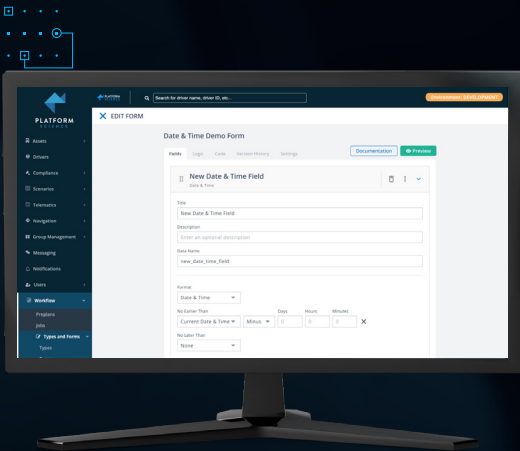 PLATFORM
SCIENCE
PLATFORM
SCIENCE
Search for driver name, driver ID, etc...
Environment: DEVELOPMENT
EDIT FORM
Assets
Drivers
Compliance
Scenarios
Telematics
Navigation
Group Management
Messaging
Notifications
Users
Workflow
Preplans
Jobs
Types and Forms
Types
Date & Time Demo Form
Fields Logic Code Version History Settings
Documentation
Preview
New Date & Time Field
Date & Time
Title
New Date & Time Field
Description
Enter an optional description
Data Name
new_date_time_field
Format
Date & Time
No Earlier Than Days Hours Minutes
Current Date & Time Minus 0 0 0
No Later Than
None